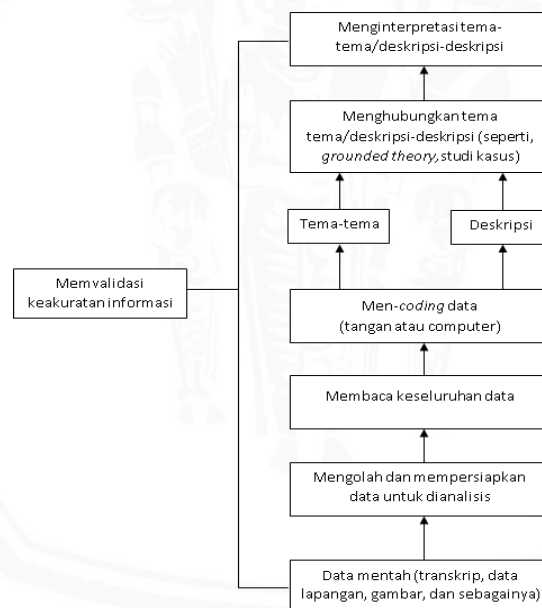 Menginterpretasi tema-
tema/deskripsi-deskripsi
Menghubungkan tema
tema/deskripsi-deskripsi (seperti,
grounded theory, studi kasus)
Tema-tema
Deskripsi
Memvalidasi
keakuratan informasi
Men-coding data
(tangan atau computer)
Membaca keseluruhan data
Mengolah dan mempersiapkan
data untuk dianalisis
Data mentah (transkrip, data
lapangan, gambar, dan sebagainya)